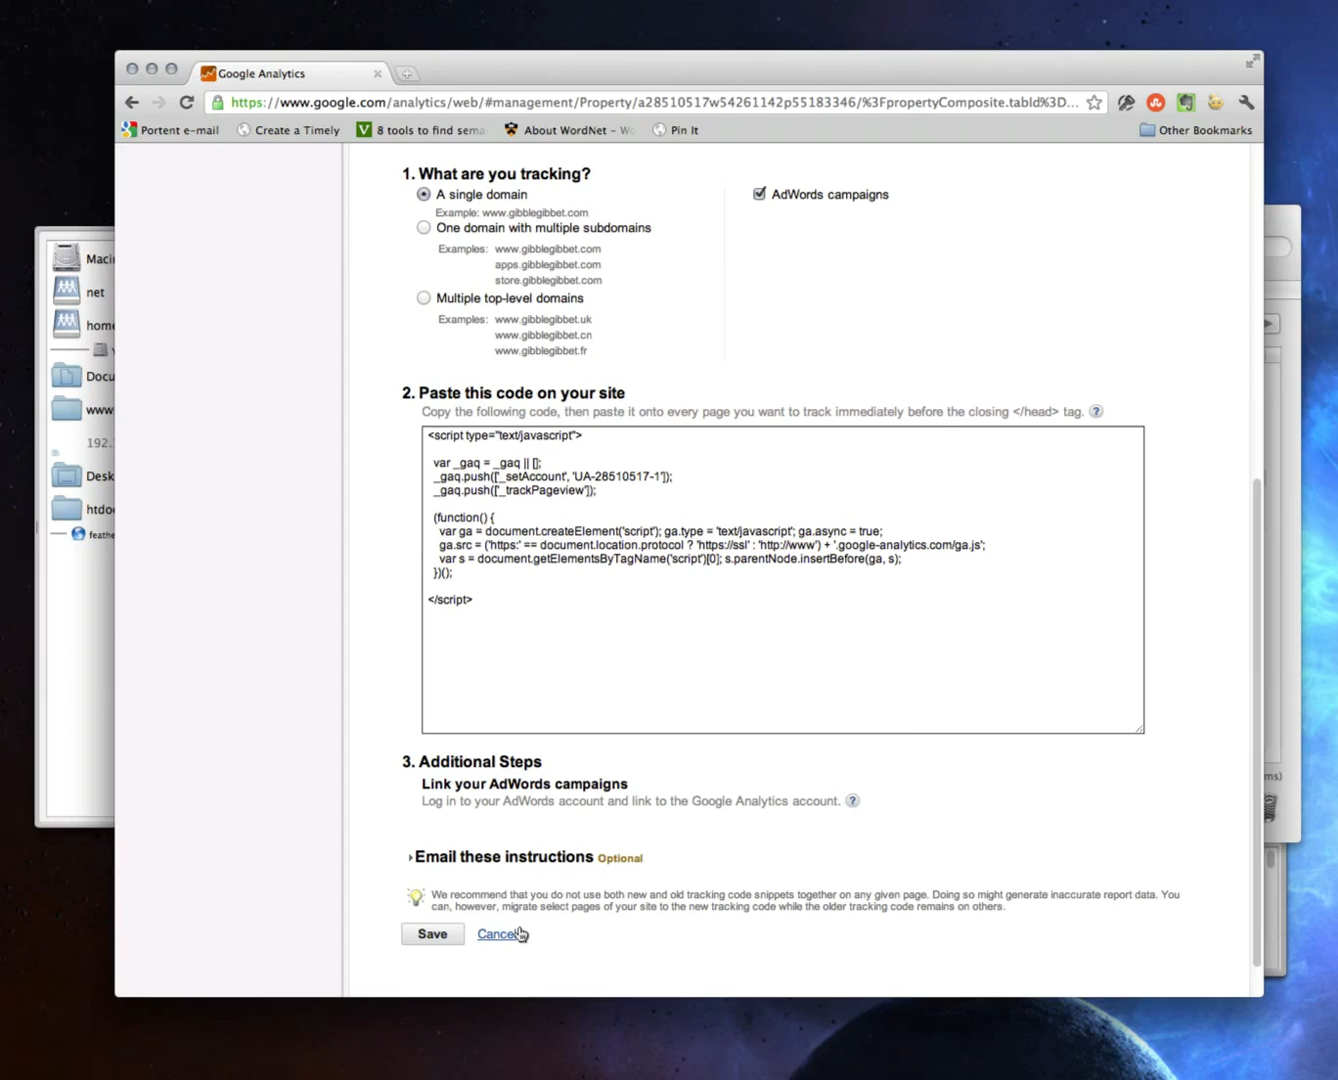 Google Analytics
https://www.google.com/analytics/web/#management/Property/a28510517w54261142p55183346/%3FpropertyComposite.tabId%3D...
Portent e-mail
Create a Timely
8 tools to find sema
About WordNet - Wo
Pin It
Other Bookmarks
1. What are you tracking?
A single domain
Example: www.gibblegibbet.com
One domain with multiple subdomains
Examples: www.gibblegibbet.com
apps.gibblegibbet.com
store.gibblegibbet.com
Multiple top-level domains
Examples: www.gibblegibbet.uk
www.gibblegibbet.cn
www.gibblegibbet.fr
AdWords campaigns
2. Paste this code on your site
Copy the following code, then paste it onto every page you want to track immediately before the closing </head> tag. ?
<script type="text/javascript">
var _gaq = _gaq || [];
_gaq.push(['_setAccount', 'UA-28510517-1']);
_gaq.push(['_trackPageview']);
(function() {
var ga = document.createElement('script'); ga.type = 'text/javascript'; ga.async = true;
ga.src = ('https:' == document.location.protocol ? 'https://ssl' : 'http://www') + '.google-analytics.com/ga.js';
var s = document.getElementsByTagName('script')[0]; s.parentNode.insertBefore(ga, s);
})();
</script>
3. Additional Steps
Link your AdWords campaigns
Log in to your AdWords account and link to the Google Analytics account. ?
Email these instructions Optional
We recommend that you do not use both new and old tracking code snippets together on any given page. Doing so might generate inaccurate report data. You
can, however, migrate select pages of your site to the new tracking code while the older tracking code remains on others.
Save
Cancel
Macin
net
home
Docu
www
192.
Desk
htdo
feathe
ms)